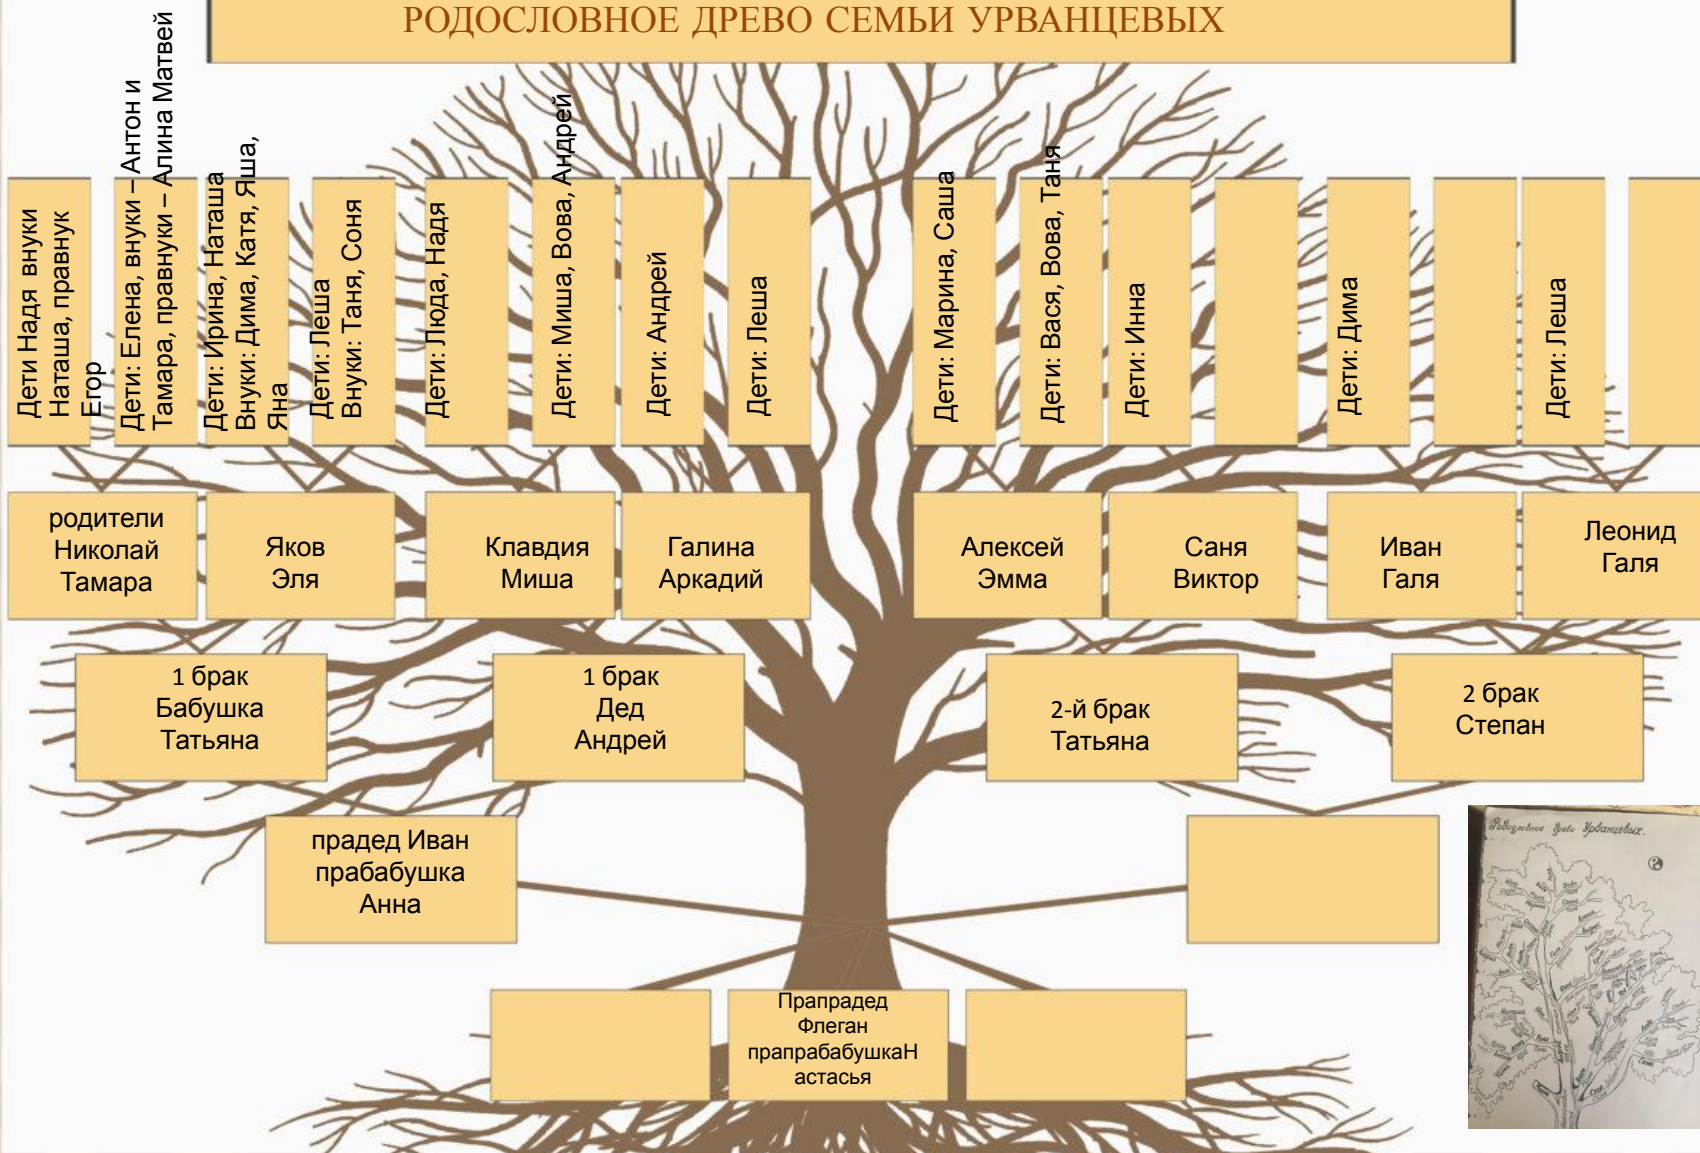 РОДОСЛОВНОЕ ДРЕВО СЕМЬИ УРВАНЦЕВЫХ
Дети Надя внуки
Наташа, правнук
Егор
Дети: Елена, внуки – Антон и
Тамара, правнуки – Алина Матвей
Дети: Ирина, Наташа
Внуки: Дима, Катя, Яша,
Яна
Дети: Леша
Внуки: Таня, Соня
Дети: Люда, Надя
Дети: Миша, Вова, Андрей
Дети: Андрей
Дети: Леша
Дети: Марина, Саша
Дети: Вася, Вова, Таня
Дети: Инна
Дети: Дима
Дети: Леша
родители
Николай
Тамара
Яков
Эля
Клавдия
Миша
Галина
Аркадий
Алексей
Эмма
Саня
Виктор
Иван
Галя
Леонид
Галя
1 брак
Бабушка
Татьяна
1 брак
Дед
Андрей
2-й брак
Татьяна
2 брак
Степан
прадед Иван
прабабушка
Анна
Прапрадед
Флеган
прапрабабушкаН
астасья
Родословное древо Урванцевых.